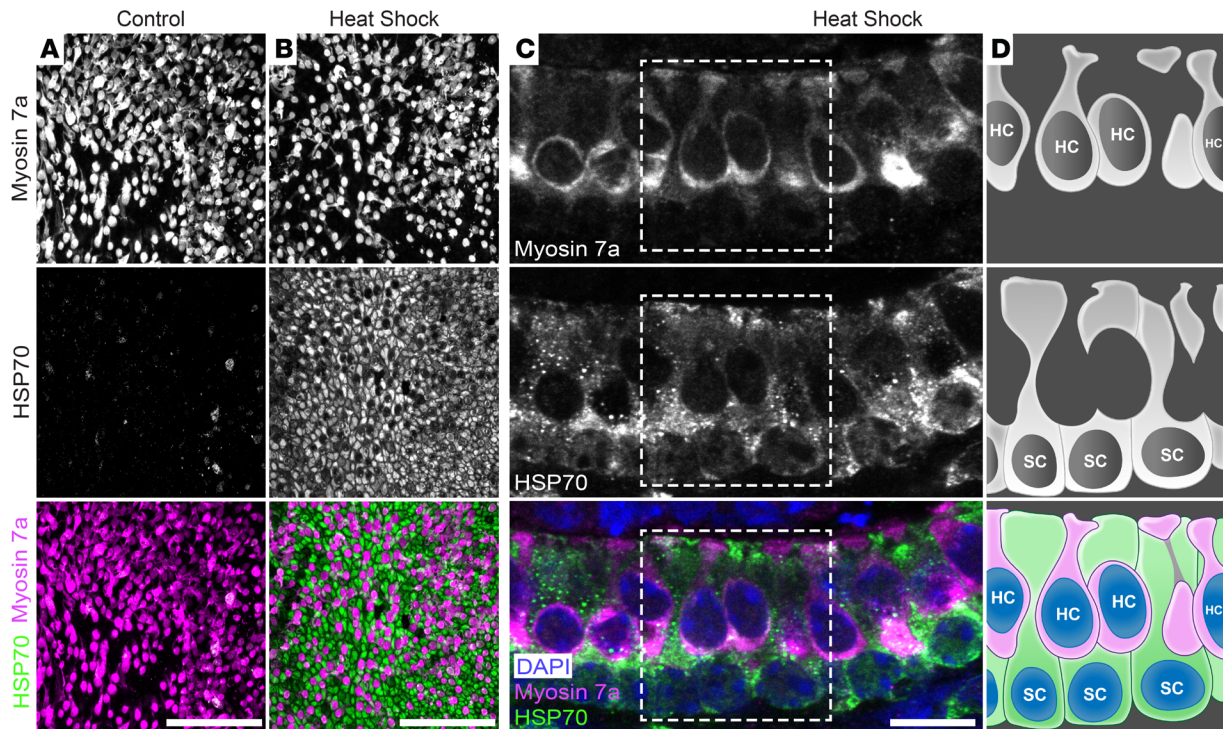 Control
Heat Shock
Heat Shock
A
B
C
D
Myosin 7a
Myosin 7a
HC
HC
HC
HC
HSP70
HSP70
SC
SC
SC
HSP70 Myosin 7a
DAPI
Myosin 7a
HSP70
HC
HC
HC
HC
SC
SC
SC